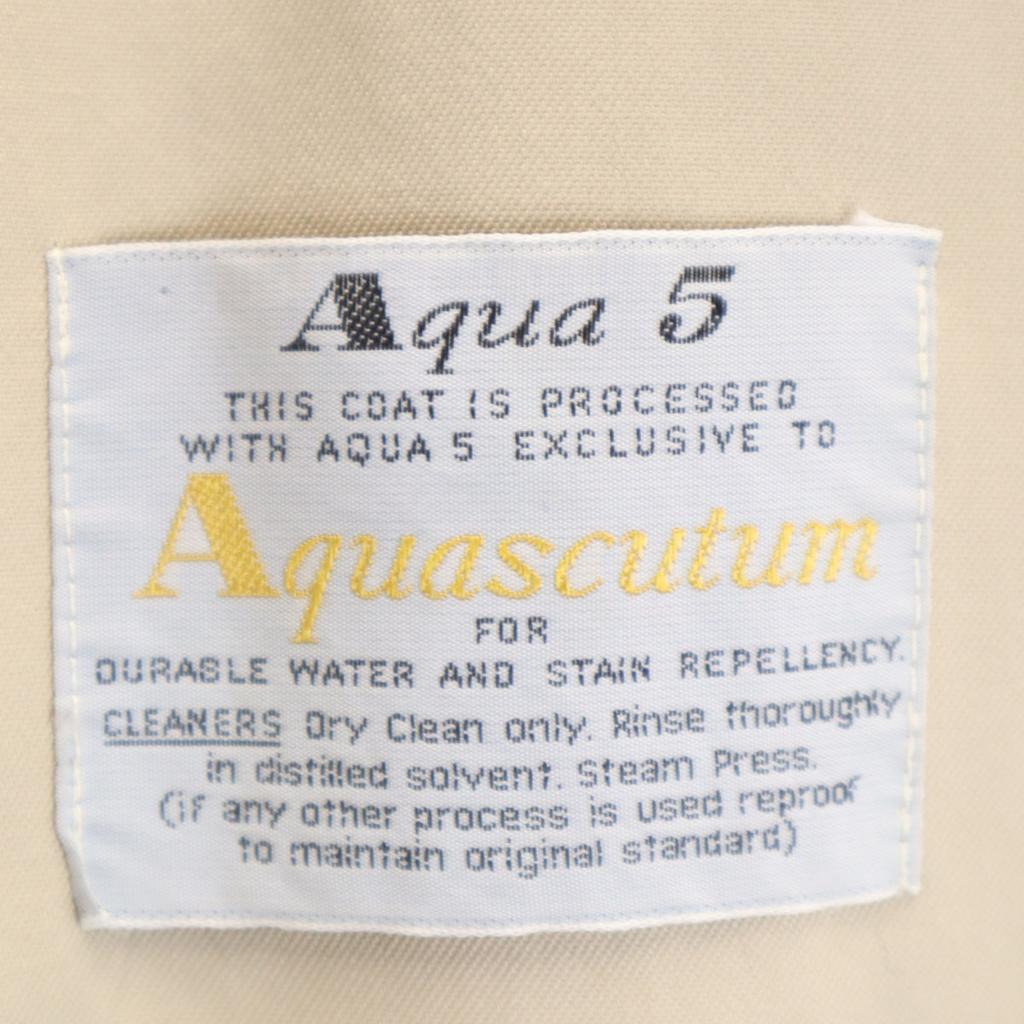 Aqua 5
THIS COAT IS PROCESSED
WITH AQUA 5 EXCLUSIVE TO
Aquascutum
FOR
DURABLE WATER AND STAIN REPELLENCY.
CLEANERS Dry Clean only. Rinse thoroughly
in distilled solvent. Steam Press.
(if any other process is used reproof
to maintain original standard)